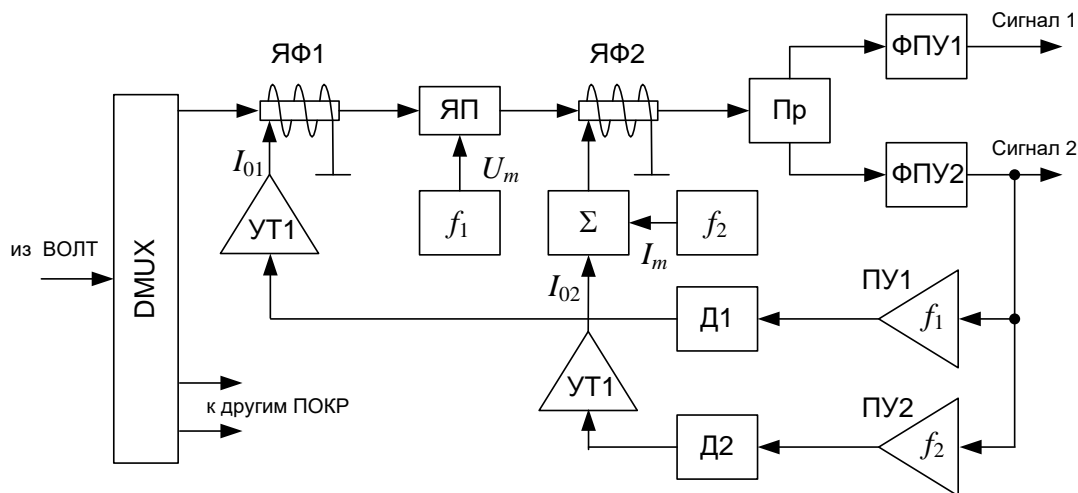 Сигнал 1
ЯФ1
ЯФ2
ФПУ1
ЯП
Пр
I01
Um
Сигнал 2
ФПУ2
УТ1
f1
Σ
f2
Im
из ВОЛТ
DMUX
I02
ПУ1
Д1
f1
УТ1
к другим ПОКР
ПУ2
Д2
f2